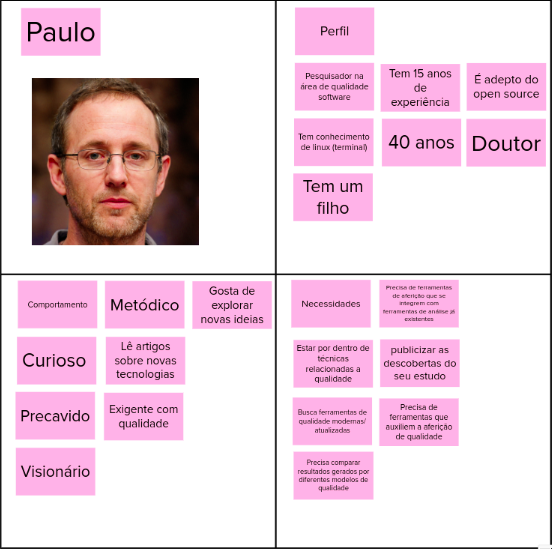 Paulo
Perfil
Pesquisador na
área de qualidade
software
Tem 15 anos
de
experiência
É adepto do
open source
Tem conhecimento
de linux (terminal)
40 anos
Doutor
Tem um
filho
Comportamento
Metódico
Gosta de
explorar
novas ideias
Curioso
Lê artigos
sobre novas
tecnologias
Precavido
Exigente com
qualidade
Visionário
Necessidades
Precisa de ferramentas
de aferição que se
integrem com
ferramentas de análise já
existentes
Estar por dentro de
técnicas
relacionadas a
qualidade
publicizar as
descobertas do
seu estudo
Busca ferramentas de
qualidade modernas/
atualizadas
Precisa de
ferramentas que
auxiliem a aferição
de qualidade
Precisa comparar
resultados gerados por
diferentes modelos de
qualidade